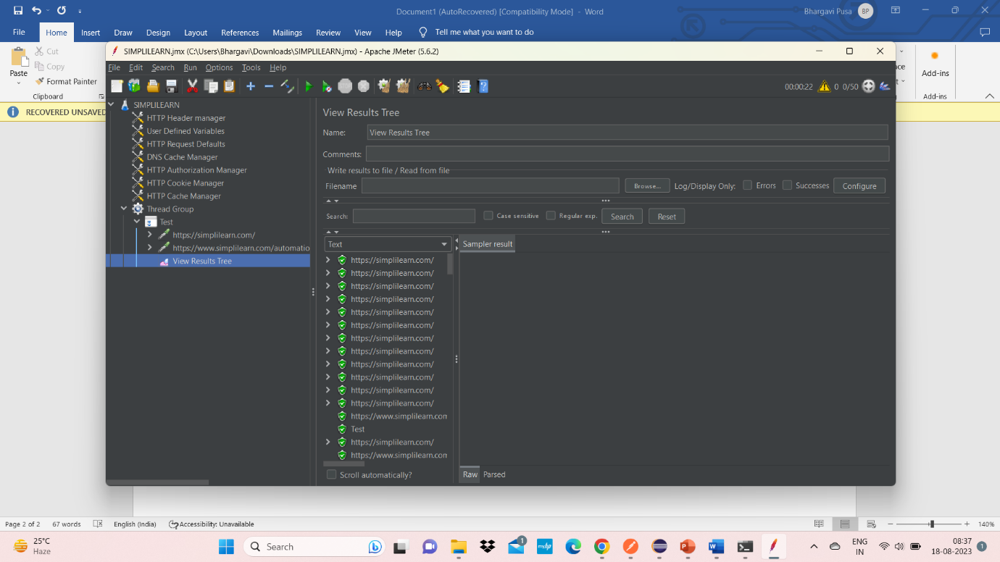 Document1 (AutoRecovered) [Compatibility Mode] - Word
Bhargavi Pusa BP
File Home Insert Draw Design Layout References Mailings Review View Help Tell me what you want to do
Paste
Cut
Copy
Format Painter
Clipboard
Add-ins
Add-ins
RECOVERED UNSAVED
SIMPLILEARN.jmx (C:\Users\Bhargavi\Downloads\SIMPLILEARN.jmx) - Apache JMeter (5.6.2)
File Edit Search Run Options Tools Help
00:00:22 0 0/50
SIMPLILEARN
HTTP Header manager
User Defined Variables
HTTP Request Defaults
DNS Cache Manager
HTTP Authorization Manager
HTTP Cookie Manager
HTTP Cache Manager
Thread Group
Test
https://simplilearn.com/
https://www.simplilearn.com/automatio
View Results Tree
View Results Tree
Name: View Results Tree
Comments:
Write results to file / Read from file
Filename Browse... Log/Display Only: Errors Successes Configure
Search: Case sensitive Regular exp. Search Reset
Text
Sampler result
https://simplilearn.com/
https://simplilearn.com/
https://simplilearn.com/
https://simplilearn.com/
https://simplilearn.com/
https://simplilearn.com/
https://simplilearn.com/
https://simplilearn.com/
https://simplilearn.com/
https://simplilearn.com/
https://simplilearn.com/
https://simplilearn.com/
https://www.simplilearn.con
Test
https://simplilearn.com/
https://www.simplilearn.con
Scroll automatically?
Raw Parsed
Page 2 of 2 67 words English (India) Accessibility: Unavailable 140%
25°C
Haze
Search
1
ENG
IN
08:37
18-08-2023
1